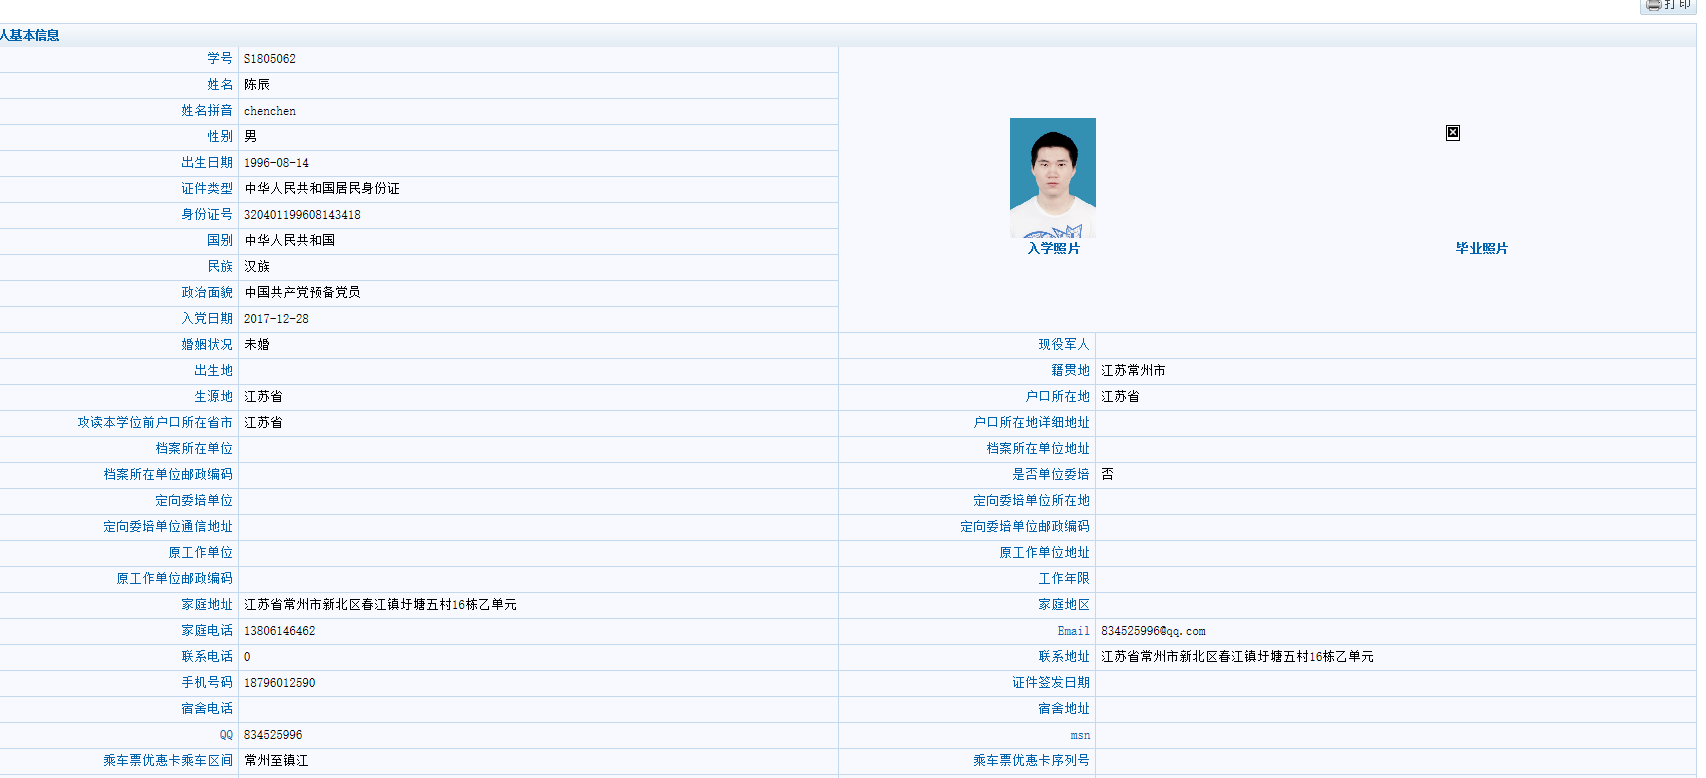 打印
人基本信息
学号 S1805062
姓名 陈辰
姓名拼音 chenchen
性别 男
出生日期 1996-08-14
证件类型 中华人民共和国居民身份证
身份证号 320401199608143418
国别 中华人民共和国
民族 汉族
政治面貌 中国共产党预备党员
入党日期 2017-12-28
入学照片 毕业照片
婚姻状况 未婚 现役军人
出生地 籍贯地 江苏常州市
生源地 江苏省 户口所在地 江苏省
攻读本学位前户口所在省市 江苏省 户口所在地详细地址
档案所在单位 档案所在单位地址
档案所在单位邮政编码 是否单位委培 否
定向委培单位 定向委培单位所在地
定向委培单位通信地址 定向委培单位邮政编码
原工作单位 原工作单位地址
原工作单位邮政编码 工作年限
家庭地址 江苏省常州市新北区春江镇圩塘五村16栋乙单元 家庭地区
家庭电话 13806146462 Email 834525996@qq.com
联系电话 0 联系地址 江苏省常州市新北区春江镇圩塘五村16栋乙单元
手机号码 18796012590 证件签发日期
宿舍电话 宿舍地址
QQ 834525996 msn
乘车票优惠卡乘车区间 常州至镇江 乘车票优惠卡序列号